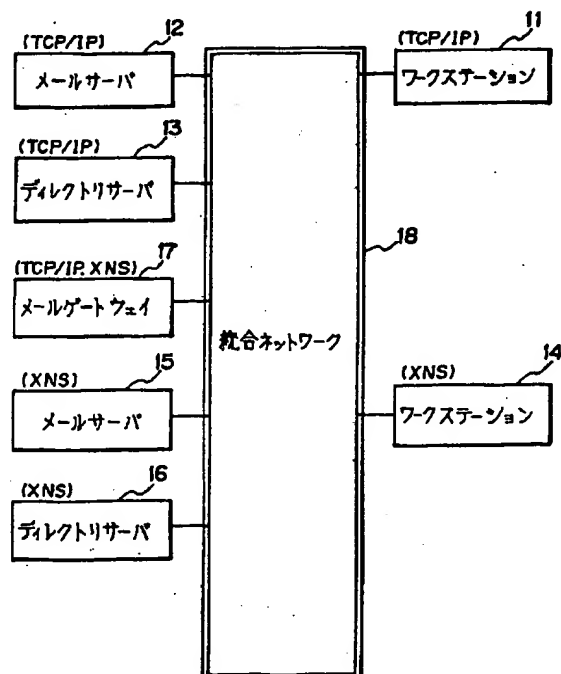 (TCP/IP) 12
メールサーバ
(TCP/IP) 13
ディレクトリサーバ
(TCP/IP, XNS) 17
メールゲートウェイ
(XNS) 15
メールサーバ
(XNS) 16
ディレクトリサーバ
統合ネットワーク
18
(TCP/IP) 11
ワークステーション
(XNS) 14
ワークステーション